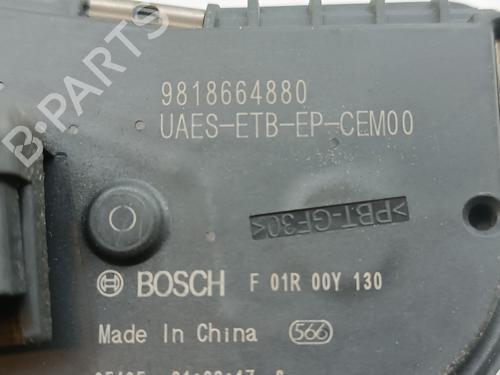 B-PARTS
9818664880
UAES-ETB-EP-CEM00
>PBT-GF30<
BOSCH F 01R 00Y 130
Made In China 566